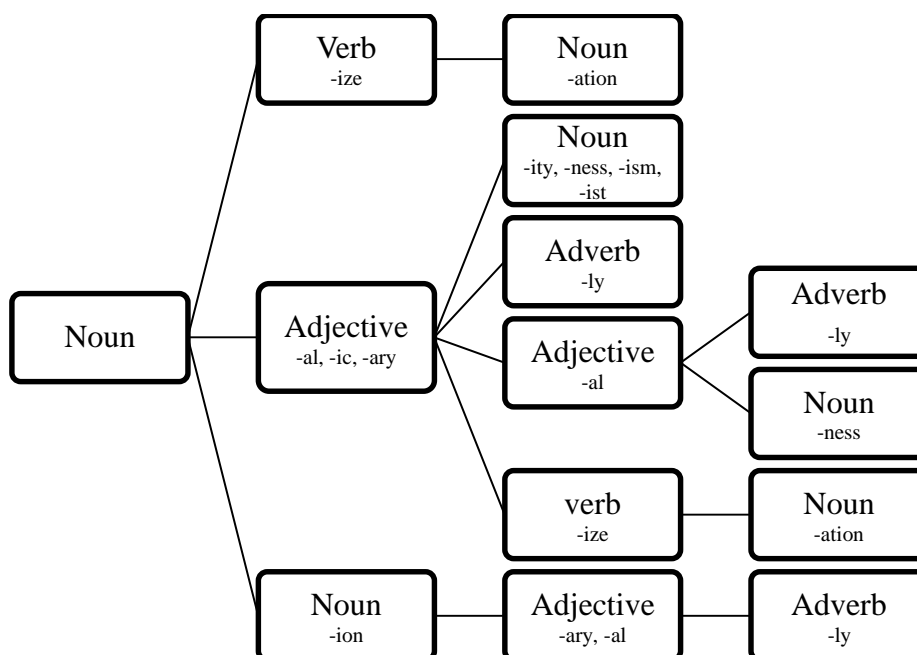 Verb
-ize
Noun
-ation
Noun
-ity, -ness, -ism,
-ist
Adverb
-ly
Adverb
-ly
Noun
Adjective
-al, -ic, -ary
Adjective
-al
Noun
-ness
verb
-ize
Noun
-ation
Noun
-ion
Adjective
-ary, -al
Adverb
-ly